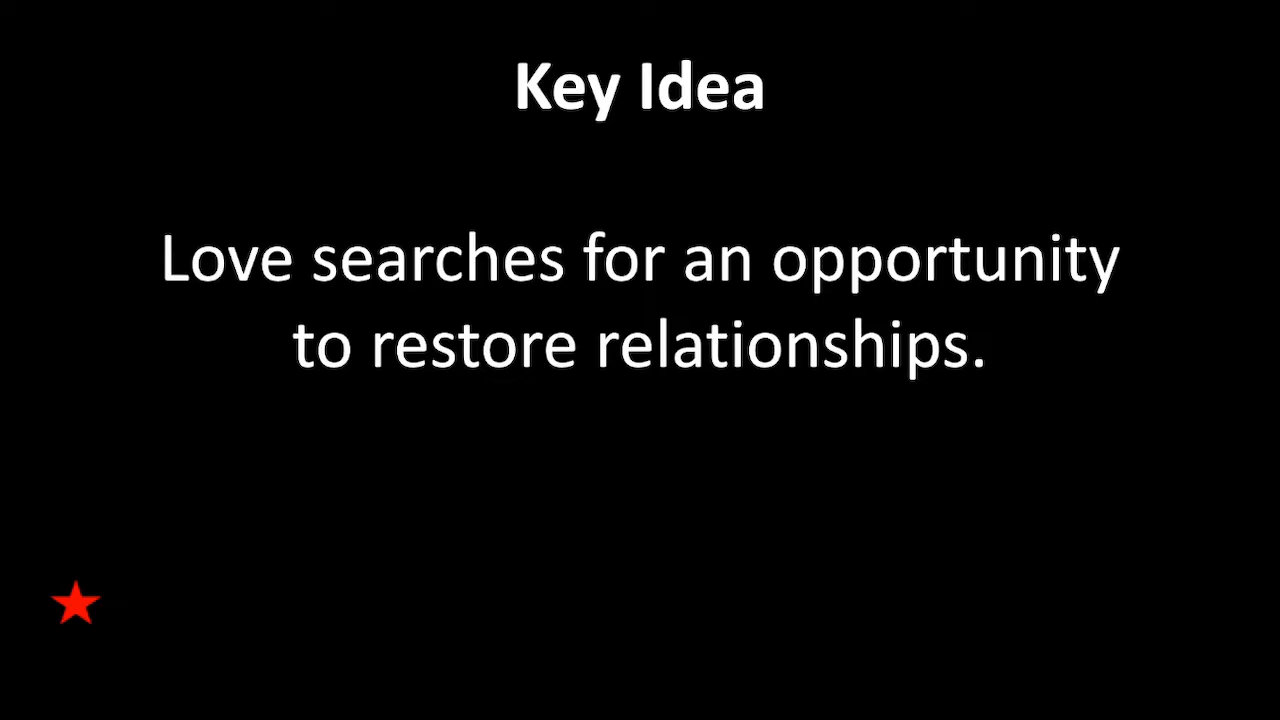 Key Idea
Love searches for an opportunity
to restore relationships.